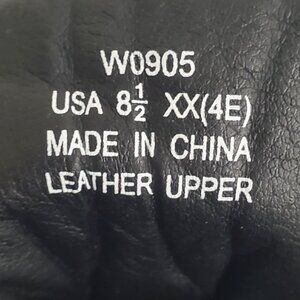 W0905
USA 8½ XX(4E)
MADE IN CHINA
LEATHER UPPER